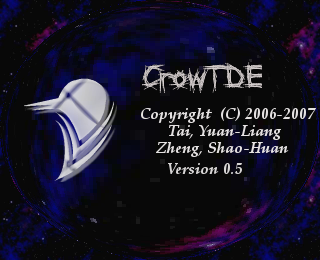 CrowTDE
Copyright (C) 2006-2007
Tai, Yuan-Liang
Zheng, Shao-Huan
Version 0.5